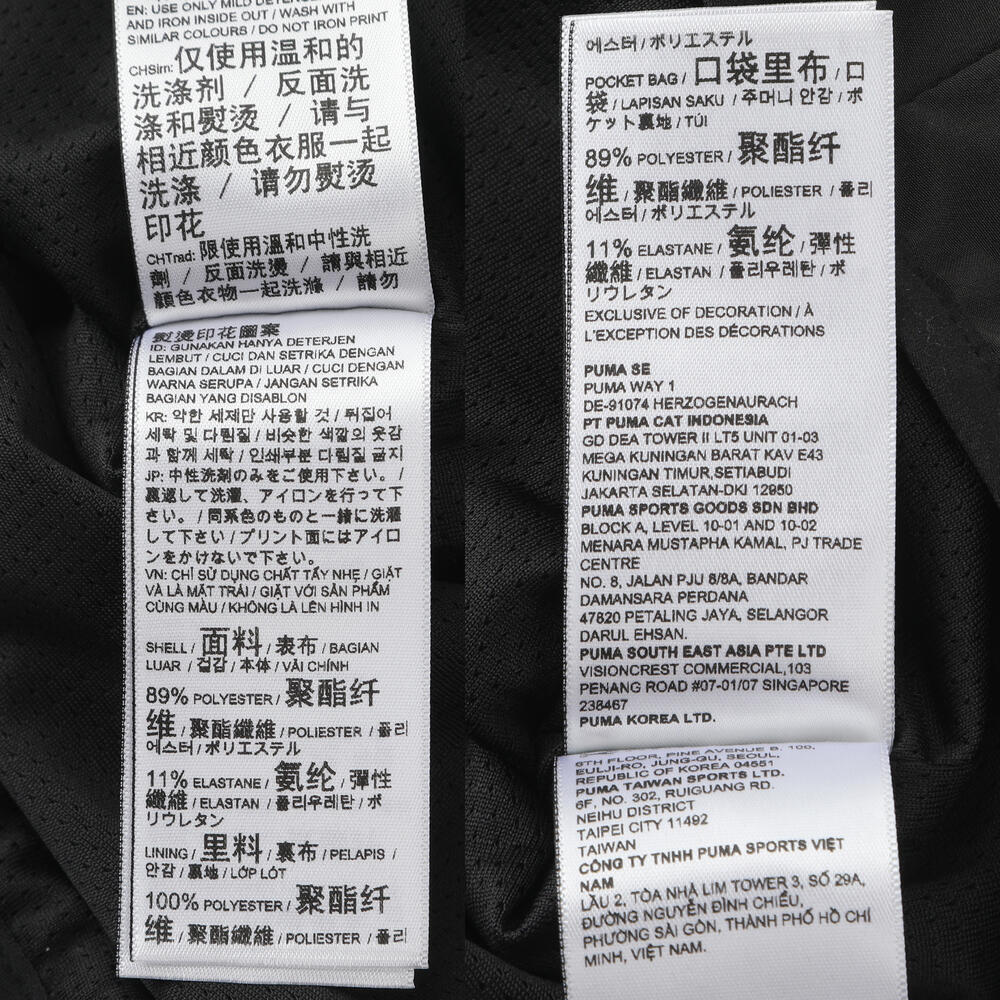 EN: USE ONLY MILD DETERGENT
AND IRON INSIDE OUT / WASH WITH
SIMILAR COLOURS / DO NOT IRON PRINT
CHSim: 仅使用温和的
洗涤剂 / 反面洗
涤和熨烫 / 请与
相近颜色衣服一起
洗涤 / 请勿熨烫
印花
CHTrad: 限使用溫和中性洗
劑 / 反面洗燙 / 請與相近
顏色衣物一起洗滌 / 請勿
熨燙印花圖案
ID: GUNAKAN HANYA DETERJEN
LEMBUT / CUCI DAN SETRIKA DENGAN
BAGIAN DALAM DI LUAR / CUCI DENGAN
WARNA SERUPA / JANGAN SETRIKA
BAGIAN YANG DISABLON
KR: 약한 세제만 사용할 것 / 뒤집어
세탁 및 다림질 / 비슷한 색깔의 옷감
과 함께 세탁 / 인쇄부분 다림질 금지
JP: 中性洗剤のみをご使用下さい。 /
裏返して洗濯、アイロンを行って下
さい。 / 同系色のものと一緒に洗濯
して下さい / プリント面にはアイロ
ンをかけないで下さい。
VN: CHỈ SỬ DỤNG CHẤT TẨY NHẸ / GIẶT
VÀ LÀ MẶT TRÁI / GIẶT VỚI SẢN PHẨM
CÙNG MÀU / KHÔNG LÀ LÊN HÌNH IN
SHELL / 面料 / 表布 / BAGIAN
LUAR / 겉감 / 本体 / VẢI CHÍNH
89% POLYESTER / 聚酯纤
维 / 聚酯纖維 / POLIESTER / 폴리
에스터 / ポリエステル
11% ELASTANE / 氨纶 / 彈性
纖維 / ELASTAN / 폴리우레탄 / ポ
リウレタン
LINING / 里料 / 裏布 / PELAPIS /
안감 / 裏地 / LỚP LÓT
100% POLYESTER / 聚酯纤
维 / 聚酯纖維 / POLIESTER / 폴리
에스터 / ポリエステル
POCKET BAG / 口袋里布 / 口
袋 / LAPISAN SAKU / 주머니 안감 / ポ
ケット裏地 / TÚI
89% POLYESTER / 聚酯纤
维 / 聚酯纖維 / POLIESTER / 폴리
에스터 / ポリエステル
11% ELASTANE / 氨纶 / 彈性
纖維 / ELASTAN / 폴리우레탄 / ポ
リウレタン
EXCLUSIVE OF DECORATION / À
L'EXCEPTION DES DÉCORATIONS
PUMA SE
PUMA WAY 1
DE-91074 HERZOGENAURACH
PT PUMA CAT INDONESIA
GD DEA TOWER II LT5 UNIT 01-03
MEGA KUNINGAN BARAT KAV E43
KUNINGAN TIMUR,SETIABUDI
JAKARTA SELATAN-DKI 12950
PUMA SPORTS GOODS SDN BHD
BLOCK A, LEVEL 10-01 AND 10-02
MENARA MUSTAPHA KAMAL, PJ TRADE
CENTRE
NO. 8, JALAN PJU 8/8A, BANDAR
DAMANSARA PERDANA
47820 PETALING JAYA, SELANGOR
DARUL EHSAN.
PUMA SOUTH EAST ASIA PTE LTD
VISIONCREST COMMERCIAL,103
PENANG ROAD #07-01/07 SINGAPORE
238467
PUMA KOREA LTD.
6TH FLOOR, PINE AVENUE B, 100,
EULJI-RO, JUNG-GU, SEOUL,
REPUBLIC OF KOREA 04551
PUMA TAIWAN SPORTS LTD.
6F, NO. 302, RUIGUANG RD.
NEIHU DISTRICT
TAIPEI CITY 11492
TAIWAN
CÔNG TY TNHH PUMA SPORTS VIỆT
NAM
LẦU 2, TÒA NHÀ LIM TOWER 3, SỐ 29A,
ĐƯỜNG NGUYỄN ĐÌNH CHIỂU,
PHƯỜNG SÀI GÒN, THÀNH PHỐ HỒ CHÍ
MINH, VIỆT NAM.